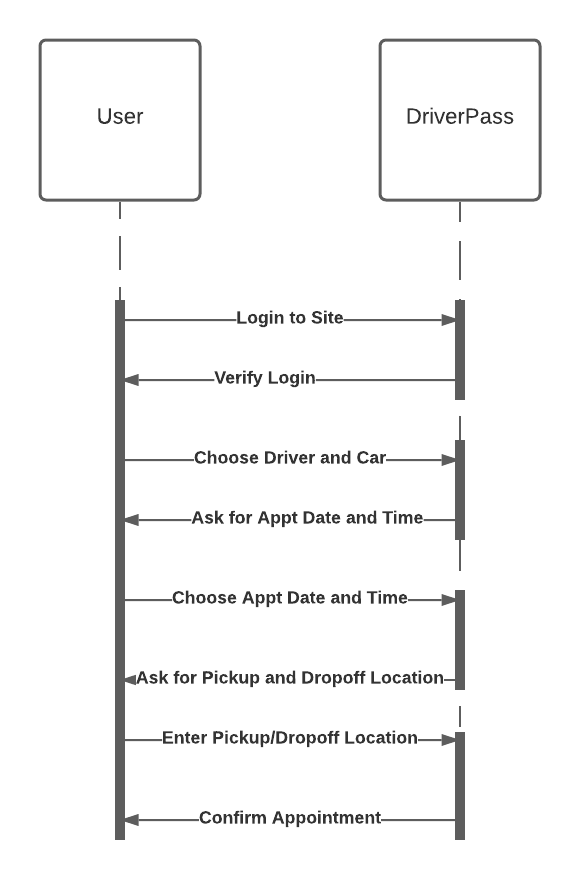 User
DriverPass
Login to Site
Verify Login
Choose Driver and Car
Ask for Appt Date and Time
Choose Appt Date and Time
Ask for Pickup and Dropoff Location
Enter Pickup/Dropoff Location
Confirm Appointment